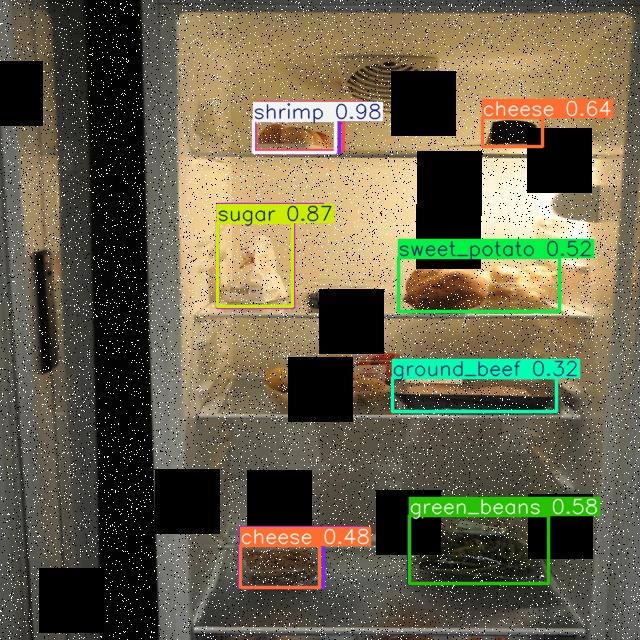 shrimp 0.98
cheese 0.64
sugar 0.87
sweet_potato 0.52
ground_beef 0.32
green_beans 0.58
cheese 0.48